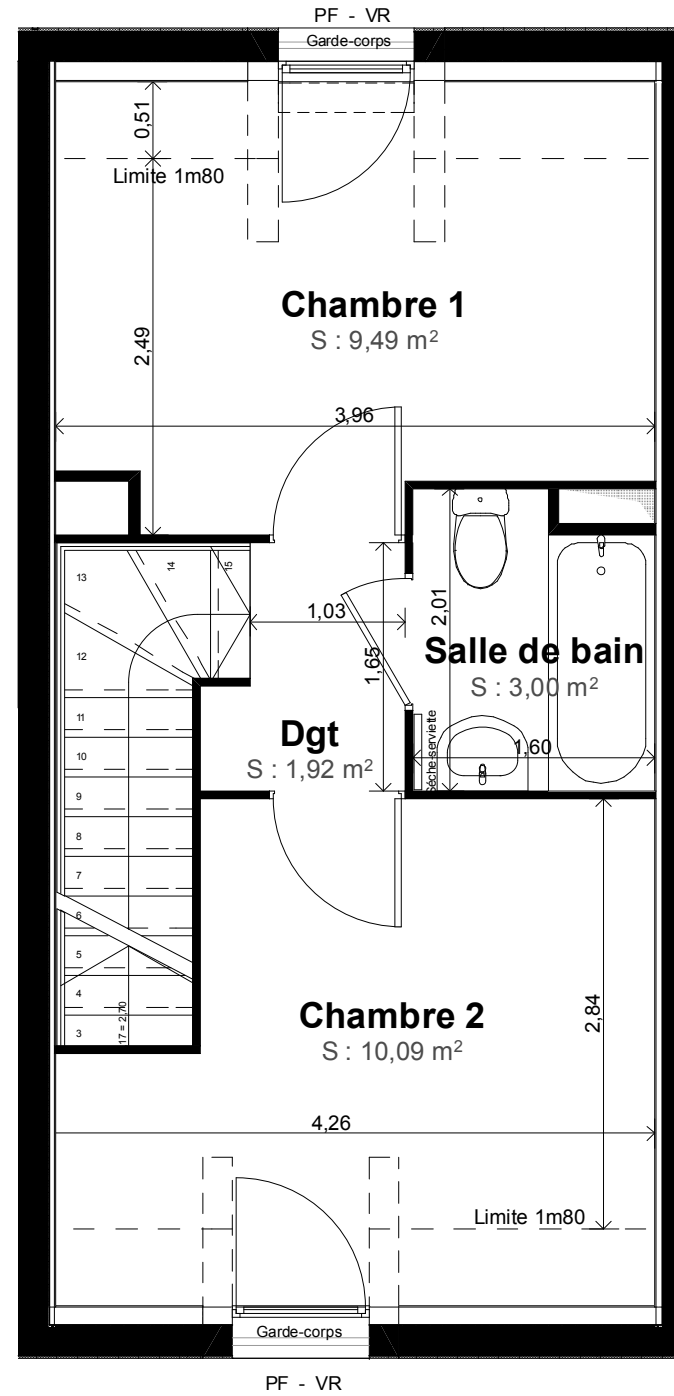 PF - VR
Garde-corps
0,51
Limite 1m80
Chambre 1
S : 9,49 m²
2,49
3,96
13
14
15
12
1,03
2,01
1,65
Salle de bain
S : 3,00 m²
11
Dgt
S : 1,92 m²
Séche-serviette
1,60
10
9
8
7
6
5
4
3
17 = 2,70
Chambre 2
S : 10,09 m²
2,84
4,26
Limite 1m80
Garde-corps
PF - VR